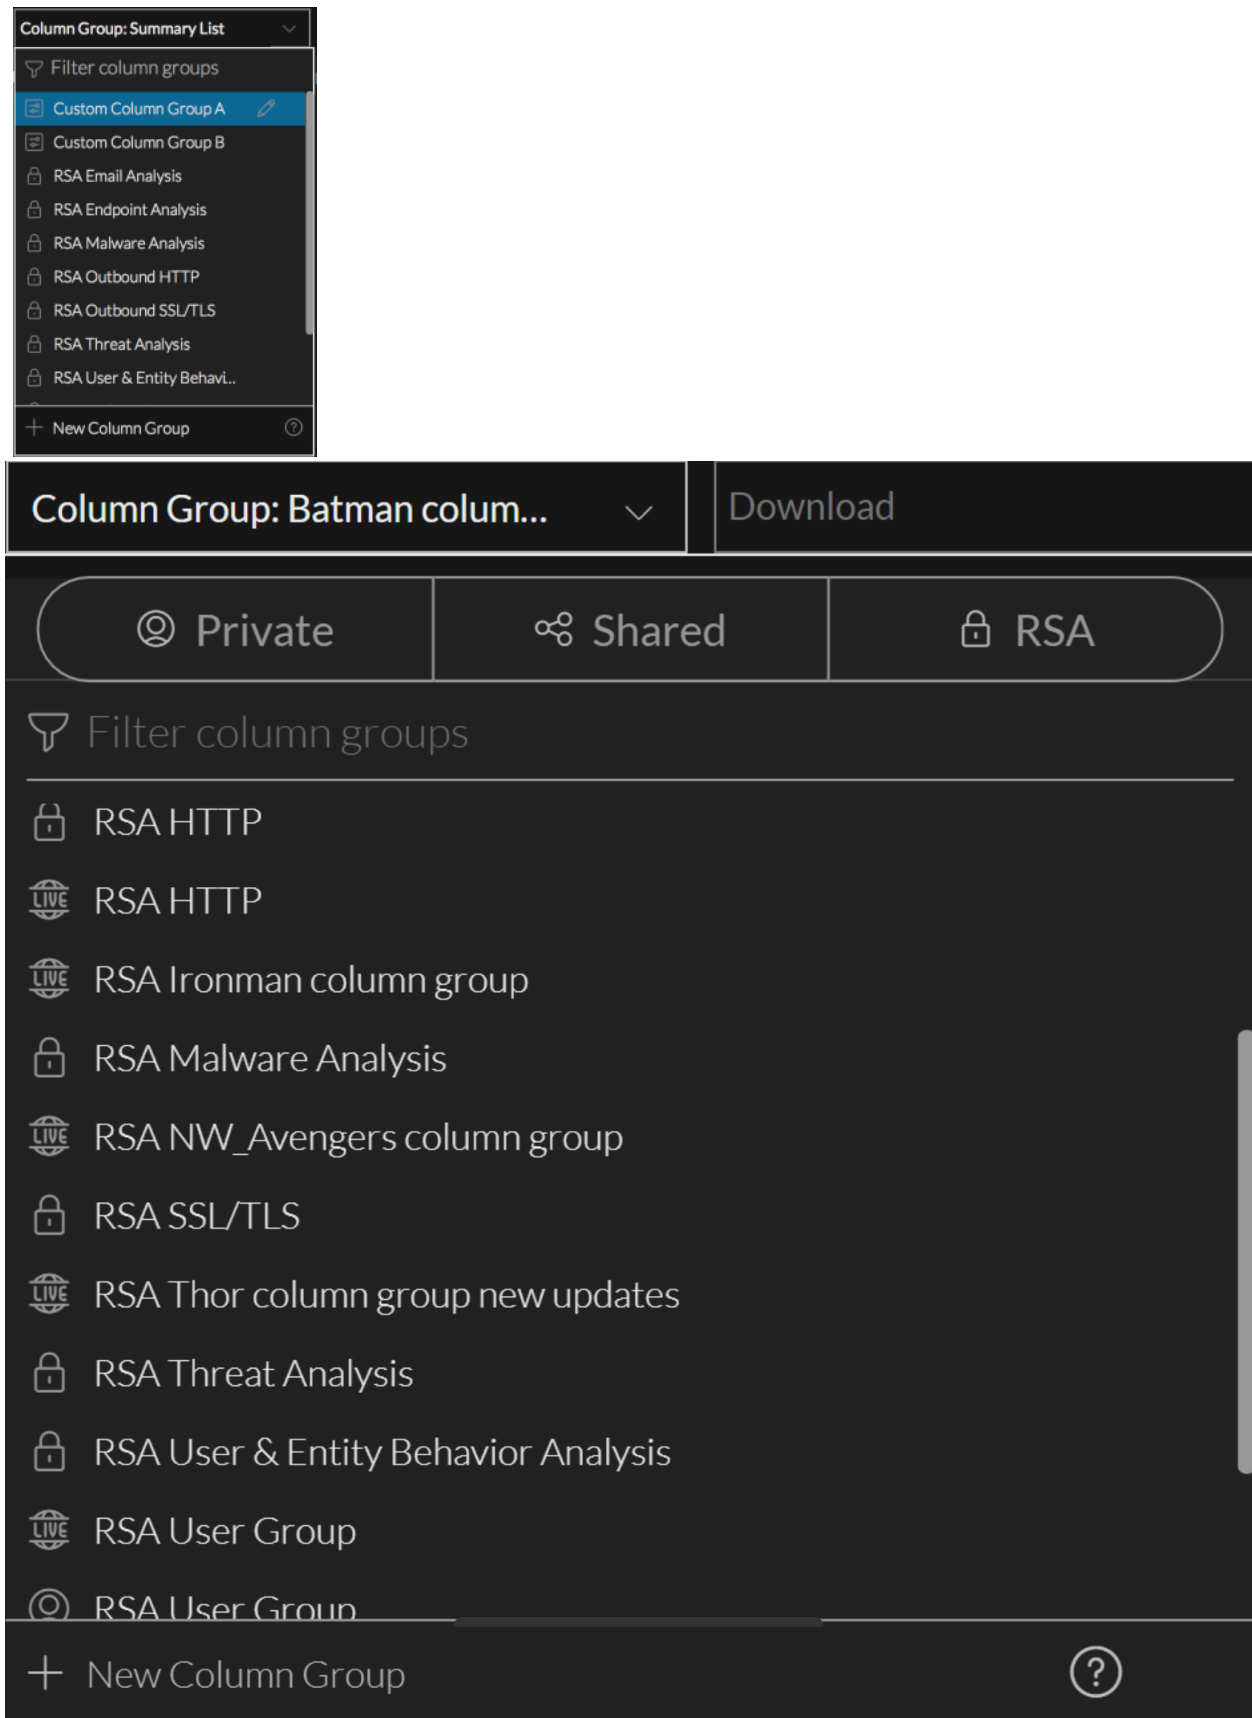 Column Group: Summary List
Filter column groups
Custom Column Group A
Custom Column Group B
RSA Email Analysis
RSA Endpoint Analysis
RSA Malware Analysis
RSA Outbound HTTP
RSA Outbound SSL/TLS
RSA Threat Analysis
RSA User & Entity Behavi...
New Column Group
Column Group: Batman colum... Download
Private Shared RSA
Filter column groups
RSA HTTP
LIVE RSA HTTP
LIVE RSA Ironman column group
RSA Malware Analysis
LIVE RSA NW_Avengers column group
RSA SSL/TLS
LIVE RSA Thor column group new updates
RSA Threat Analysis
RSA User & Entity Behavior Analysis
LIVE RSA User Group
RSA User Group
New Column Group